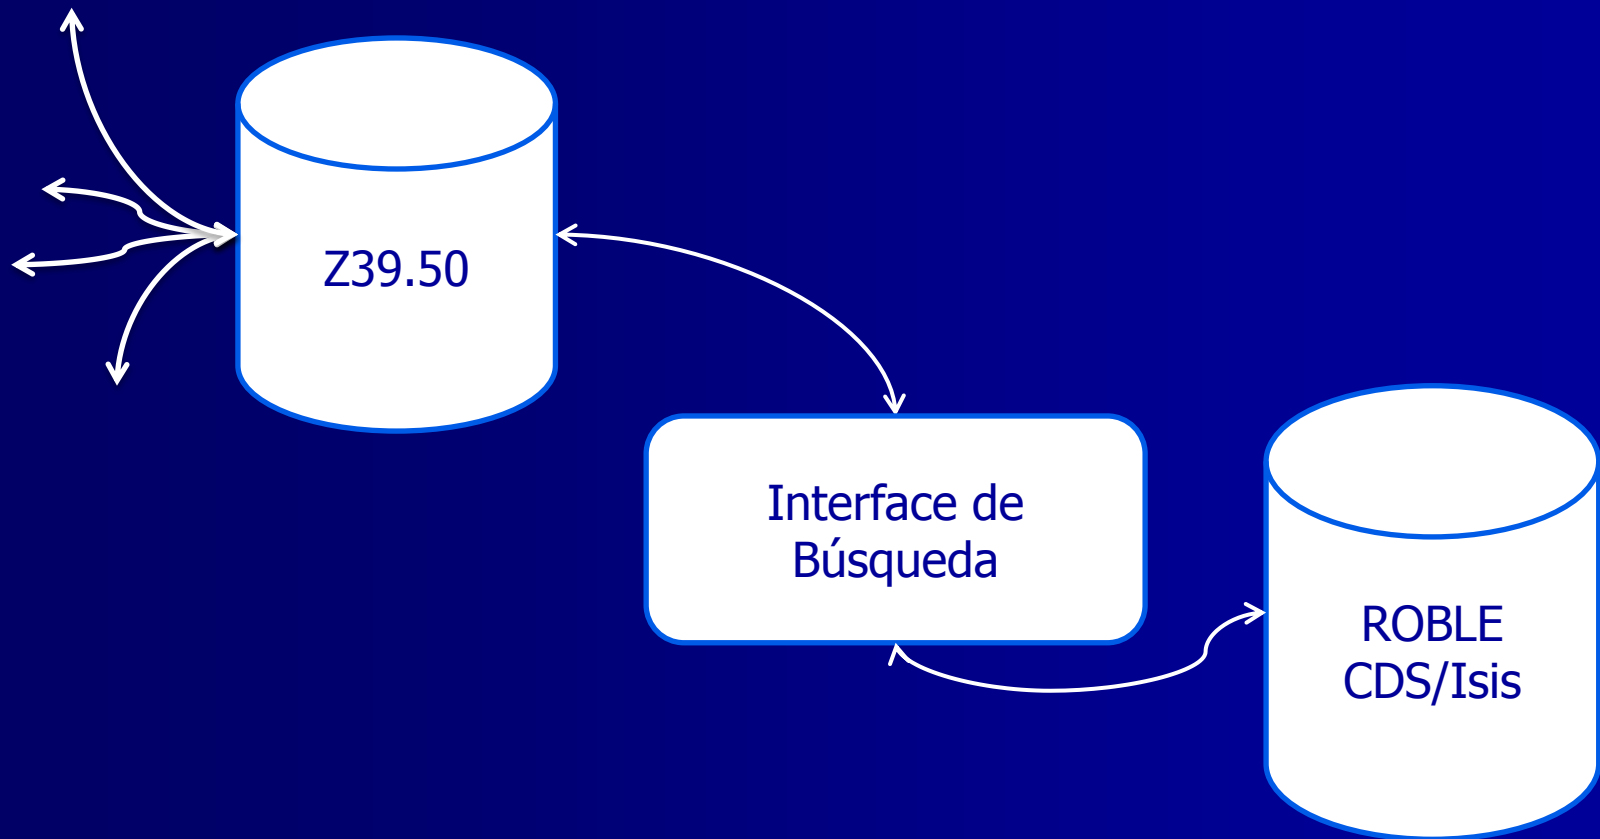 Z39.50
Interface de
Búsqueda
ROBLE
CDS/Isis